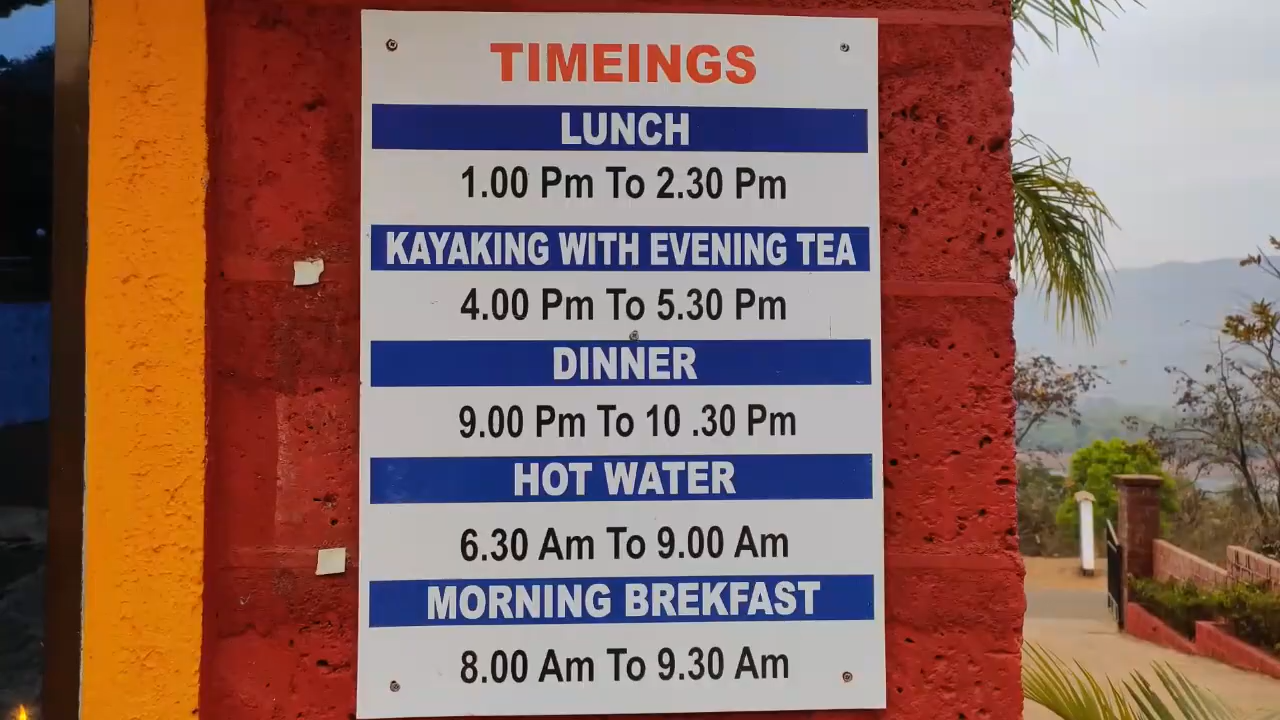 TIMEINGS
LUNCH
1.00 Pm To 2.30 Pm
KAYAKING WITH EVENING TEA
4.00 Pm To 5.30 Pm
DINNER
9.00 Pm To 10 .30 Pm
HOT WATER
6.30 Am To 9.00 Am
MORNING BREKFAST
8.00 Am To 9.30 Am